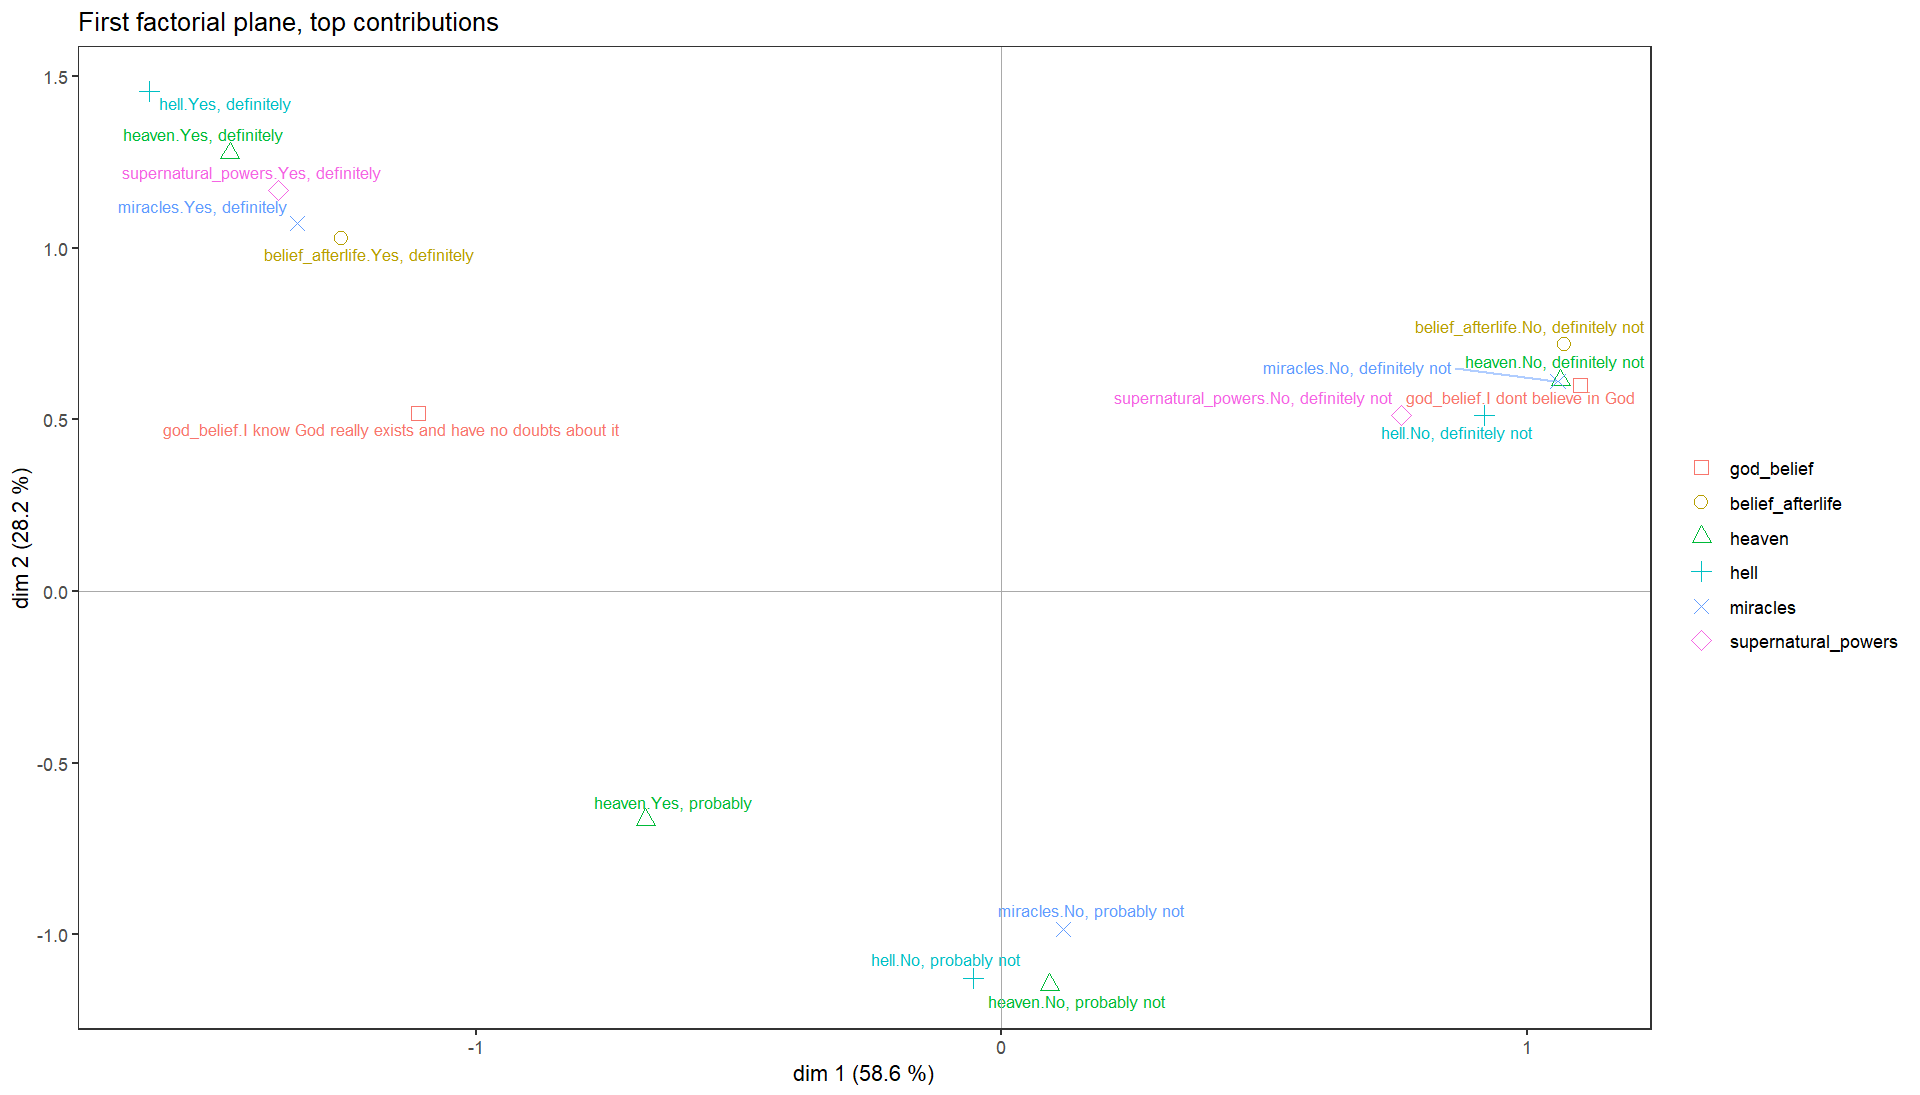 First factorial plane, top contributions
1.5
1.0
0.5
0.0
-0.5
-1.0
dim 2 (28.2 %)
hell.Yes, definitely
heaven.Yes, definitely
supernatural_powers.Yes, definitely
miracles.Yes, definitely
belief_afterlife.Yes, definitely
god_belief.I know God really exists and have no doubts about it
belief_afterlife.No, definitely not
heaven.No, definitely not
miracles.No, definitely not
supernatural_powers.No, definitely not
god_belief.I dont believe in God
hell.No, definitely not
heaven.Yes, probably
miracles.No, probably not
hell.No, probably not
heaven.No, probably not
-1
0
1
dim 1 (58.6 %)
god_belief
belief_afterlife
heaven
hell
miracles
supernatural_powers